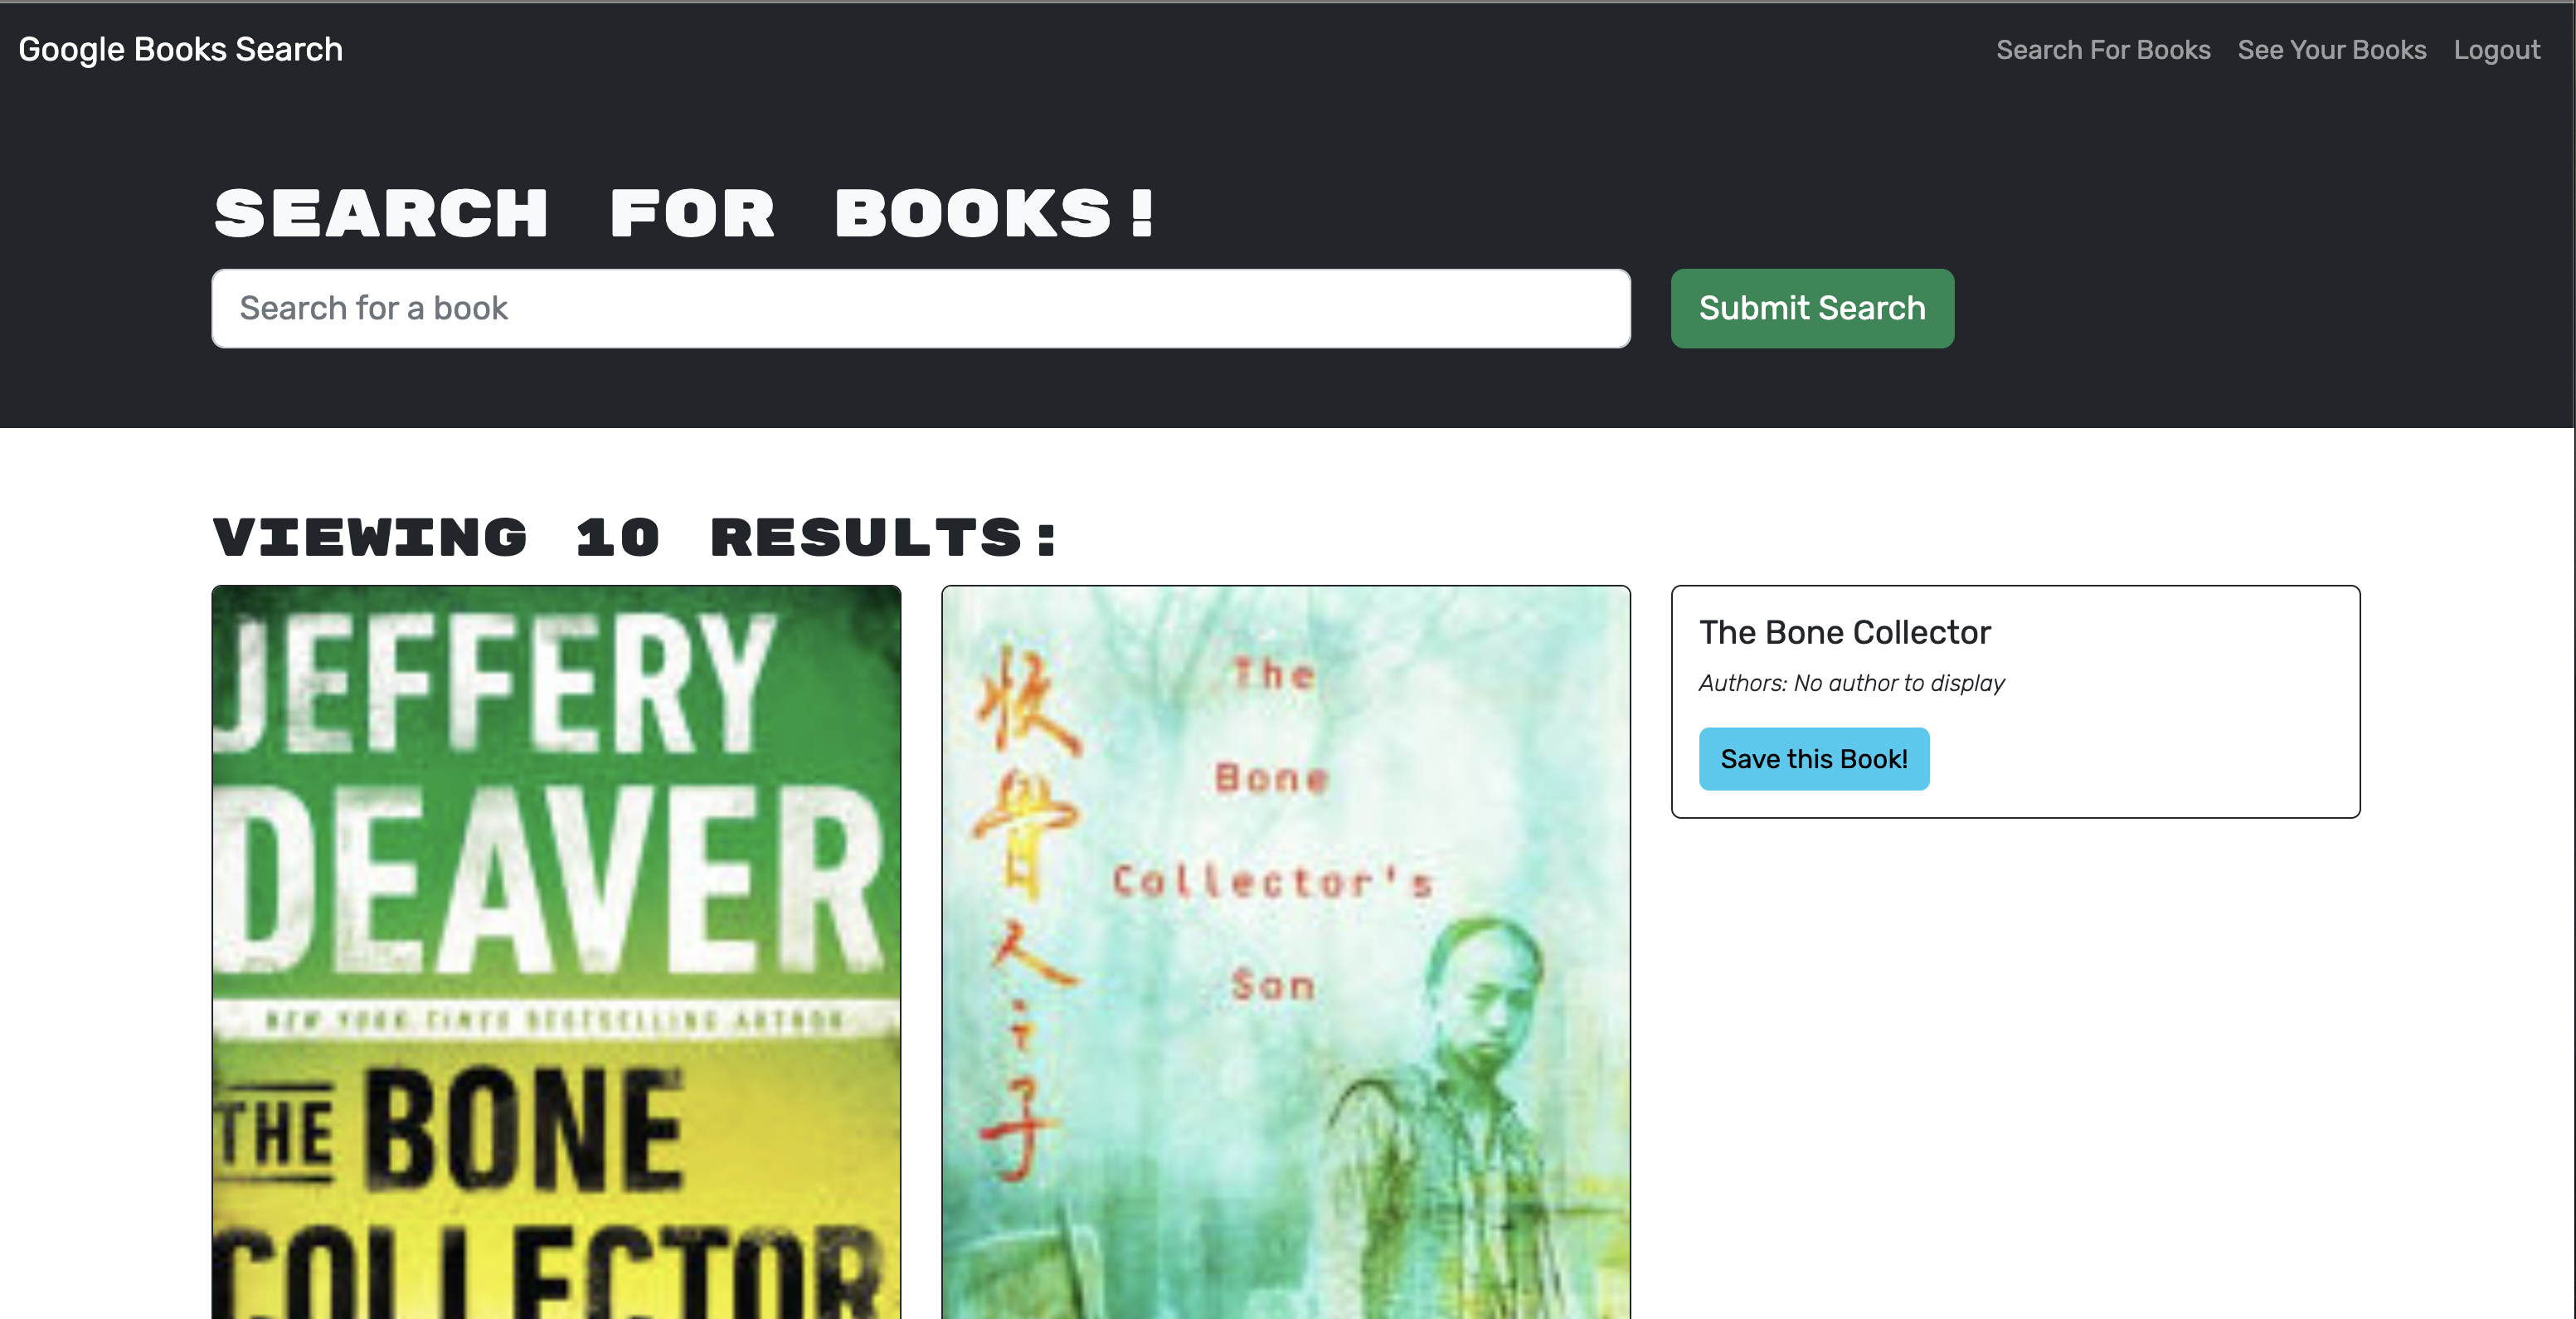 Google Books Search
Search For Books See Your Books Logout
SEARCH FOR BOOKS!
Search for a book
Submit Search
VIEWING 10 RESULTS:
JEFFERY
DEAVER
NEW YORK TIMES BESTSELLING AUTHOR
THE BONE
COLLECTOR
收骨人之子
The
Bone
Collector's
Son
The Bone Collector
Authors: No author to display
Save this Book!